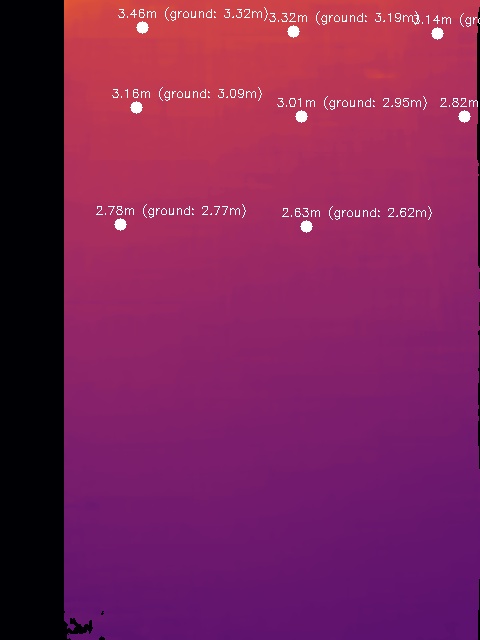 3.46m (ground: 3.32m)
3.32m (ground: 3.19m)
3.14m (gr
3.16m (ground: 3.09m)
3.01m (ground: 2.95m)
2.82m
2.78m (ground: 2.77m)
2.63m (ground: 2.62m)